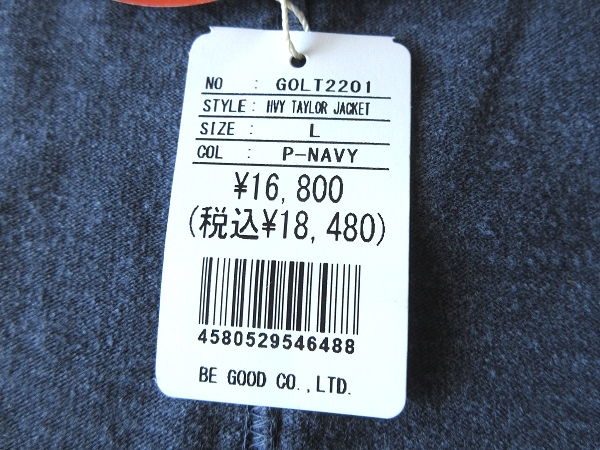 NO : GOLT2201
STYLE : HVY TAYLOR JACKET
SIZE : L
COL : P-NAVY
¥16,800
(税込¥18,480)
4580529546488
BE GOOD CO.,LTD.